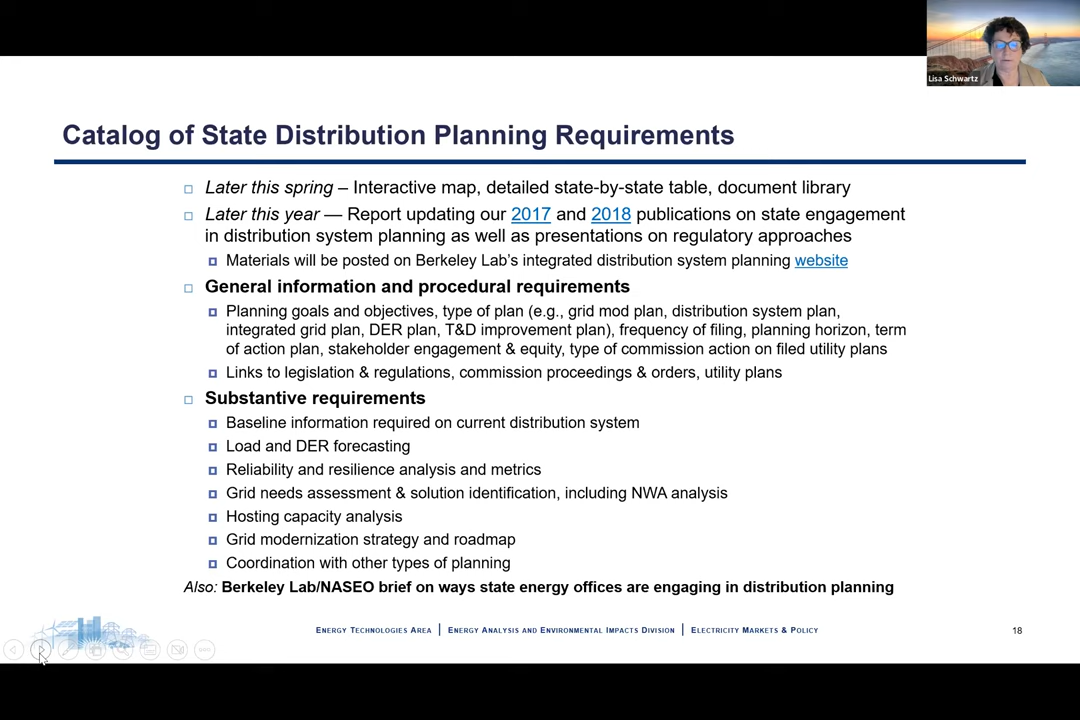 Lisa Schwartz
Catalog of State Distribution Planning Requirements
Later this spring – Interactive map, detailed state-by-state table, document library
Later this year — Report updating our 2017 and 2018 publications on state engagement
in distribution system planning as well as presentations on regulatory approaches
Materials will be posted on Berkeley Lab's integrated distribution system planning website
General information and procedural requirements
Planning goals and objectives, type of plan (e.g., grid mod plan, distribution system plan,
integrated grid plan, DER plan, T&D improvement plan), frequency of filing, planning horizon, term
of action plan, stakeholder engagement & equity, type of commission action on filed utility plans
Links to legislation & regulations, commission proceedings & orders, utility plans
Substantive requirements
Baseline information required on current distribution system
Load and DER forecasting
Reliability and resilience analysis and metrics
Grid needs assessment & solution identification, including NWA analysis
Hosting capacity analysis
Grid modernization strategy and roadmap
Coordination with other types of planning
Also: Berkeley Lab/NASEO brief on ways state energy offices are engaging in distribution planning
Energy Technologies Area | Energy Analysis and Environmental Impacts Division | Electricity Markets & Policy
18